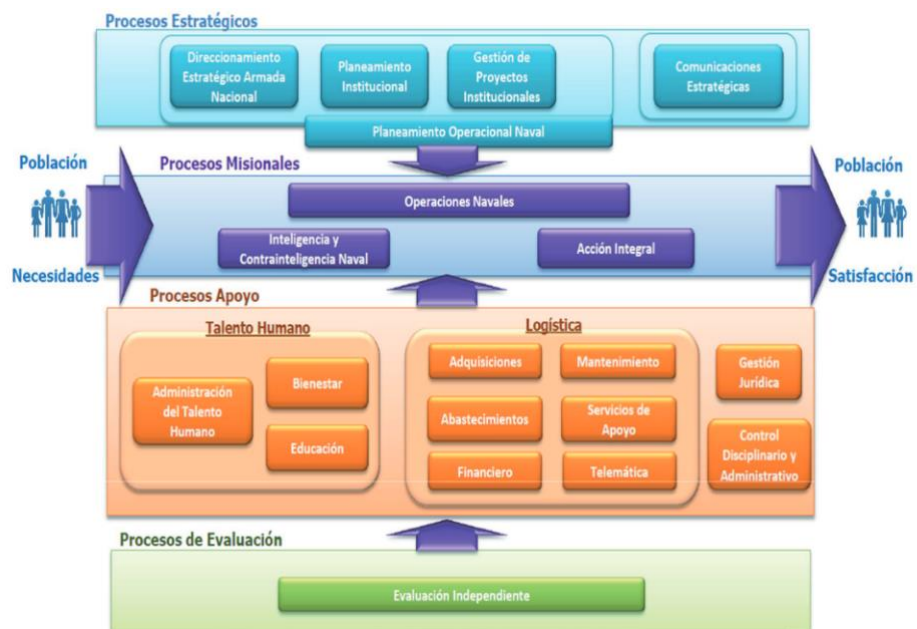 Procesos Estratégicos
Direccionamiento
Estratégico Armada
Nacional
Planeamiento
Institucional
Gestión de
Proyectos
Institucionales
Comunicaciones
Estratégicas
Planeamiento Operacional Naval
Población
Necesidades
Procesos Misionales
Operaciones Navales
Inteligencia y
Contrainteligencia Naval
Acción Integral
Población
Satisfacción
Procesos Apoyo
Talento Humano
Administración
del Talento
Humano
Bienestar
Educación
Logística
Adquisiciones
Mantenimiento
Abastecimientos
Servicios de
Apoyo
Financiero
Telemática
Gestión
Jurídica
Control
Disciplinario y
Administrativo
Procesos de Evaluación
Evaluación Independiente